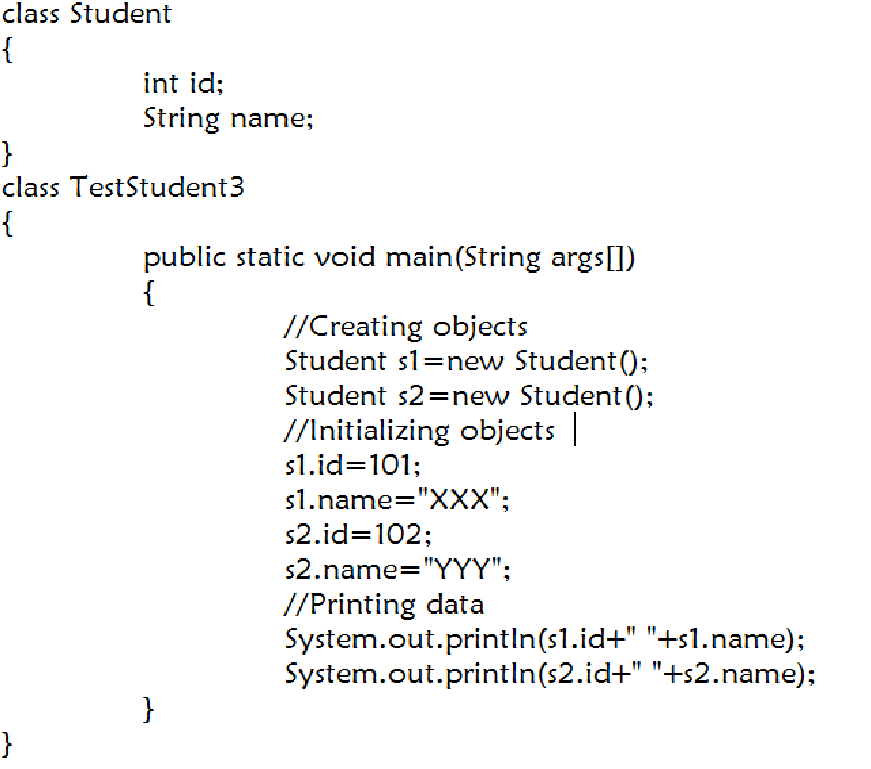 class Student
{
int id;
String name;
}
class TestStudent3
{
public static void main(String args[])
{
//Creating objects
Student s1=new Student();
Student s2=new Student();
//Initializing objects
s1.id=101;
s1.name="XXX";
s2.id=102;
s2.name="YYY";
//Printing data
System.out.println(s1.id+" "+s1.name);
System.out.println(s2.id+" "+s2.name);
}
}